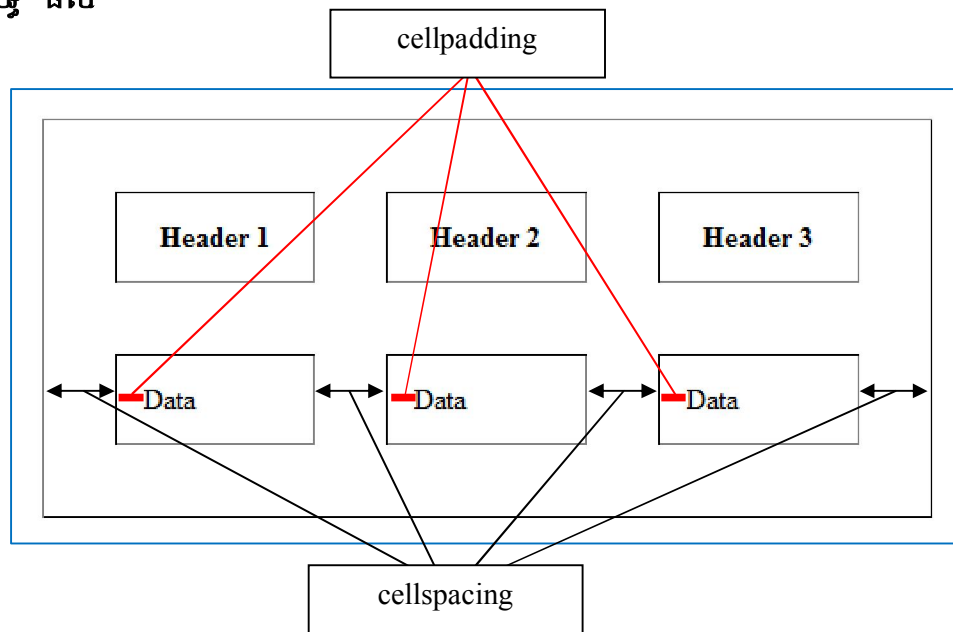 cellpadding
Header 1 Header 2 Header 3
Data Data Data
cellspacing